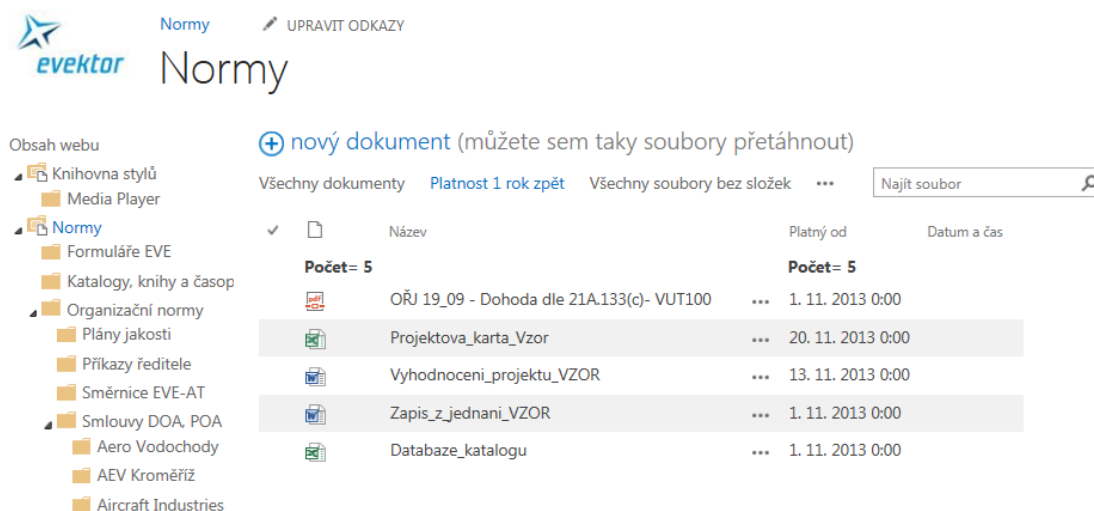 evektor
Normy UPRAVIT ODKAZY
Normy
Obsah webu
Knihovna stylů
Media Player
Normy
Formuláře EVE
Katalogy, knihy a časop
Organizační normy
Plány jakosti
Příkazy ředitele
Směrnice EVE-AT
Smlouvy DOA, POA
Aero Vodochody
AEV Kroměříž
Aircraft Industries
nový dokument (můžete sem taky soubory přetáhnout)
Všechny dokumenty Platnost 1 rok zpět Všechny soubory bez složek ••• Najít soubor
Název Platný od Datum a čas
Počet= 5 Počet= 5
OŘJ 19_09 - Dohoda dle 21A.133(c)- VUT100 ••• 1. 11. 2013 0:00
Projektova_karta_Vzor ••• 20. 11. 2013 0:00
Vyhodnoceni_projektu_VZOR ••• 13. 11. 2013 0:00
Zapis_z_jednani_VZOR ••• 1. 11. 2013 0:00
Databaze_katalogu ••• 1. 11. 2013 0:00